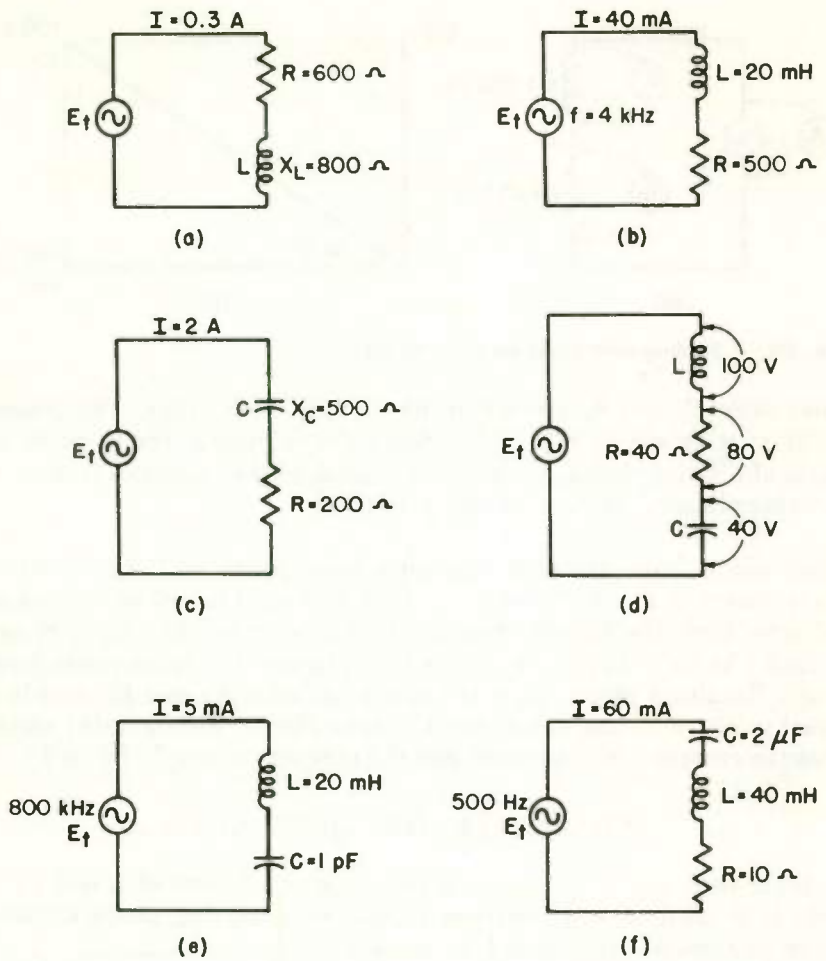 I = 0.3 A
R = 600 Ω
E_t
L X_L = 800 Ω
(a)
I = 40 mA
L = 20 mH
E_t f = 4 kHz
R = 500 Ω
(b)
I = 2 A
C X_C = 500 Ω
E_t
R = 200 Ω
(c)
L 100 V
E_t R = 40 Ω 80 V
C 40 V
(d)
I = 5 mA
L = 20 mH
800 kHz
E_t
C = 1 pF
(e)
I = 60 mA
C = 2 μF
L = 40 mH
500 Hz
E_t
R = 10 Ω
(f)